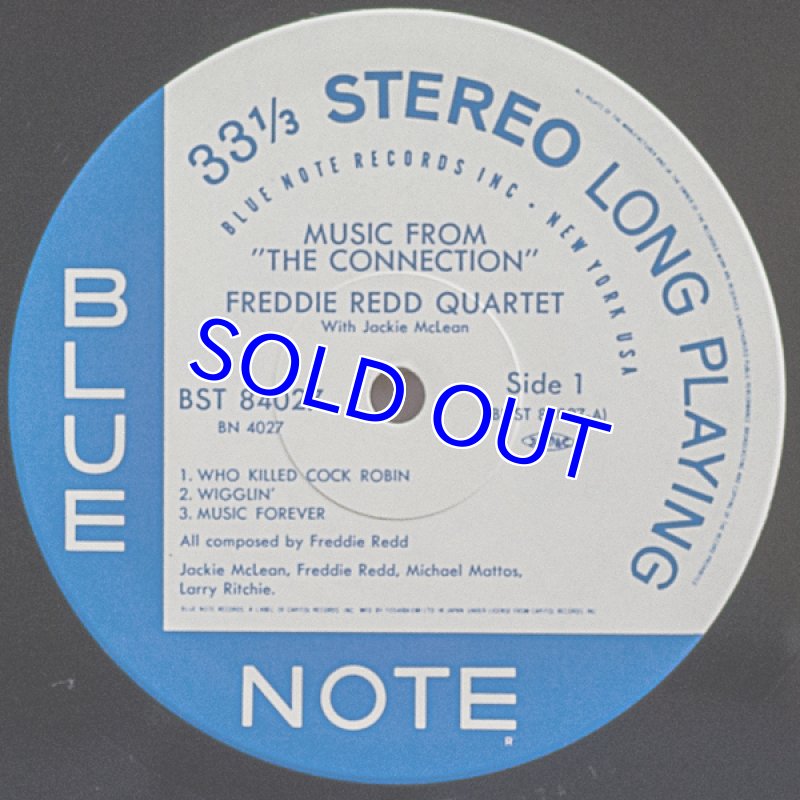 33⅓ STEREO LONG PLAYING
BLUE NOTE RECORDS INC · NEW YORK USA
MUSIC FROM
"THE CONNECTION"
FREDDIE REDD QUARTET
With Jackie McLean
SOLD OUT
BST 84027
BN 4027
Side 1
1. WHO KILLED COCK ROBIN
2. WIGGLIN'
3. MUSIC FOREVER
All composed by Freddie Redd
Jackie McLean, Freddie Redd, Michael Mattos,
Larry Ritchie.
BLUE
NOTE
R